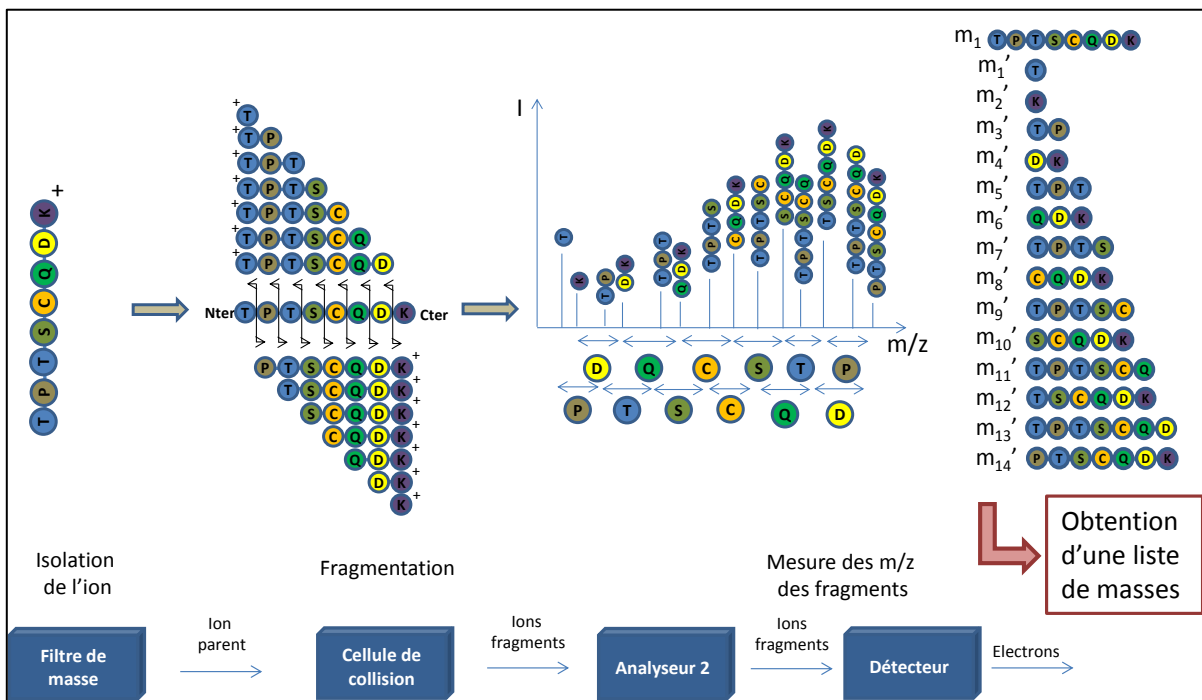 +
T P T S C Q D K
+ T
+ T P
+ T P T
+ T P T S
+ T P T S C
+ T P T S C Q
+ T P T S C Q D
Nter T P T S C Q D K Cter
P T S C Q D K +
T S C Q D K +
S C Q D K +
C Q D K +
Q D K +
D K +
K +
I
T
K
T P
D K
T P T
Q D K
T P T S
C Q D K
T P T S C
S C Q D K
T P T S C Q
T S C Q D K
T P T S C Q D
P T S C Q D K
m/z
D Q C S T P
P T S C Q D
m1 T P T S C Q D K
m1’ T
m2’ K
m3’ T P
m4’ D K
m5’ T P T
m6’ Q D K
m7’ T P T S
m8’ C Q D K
m9’ T P T S C
m10’ S C Q D K
m11’ T P T S C Q
m12’ T S C Q D K
m13’ T P T S C Q D
m14’ P T S C Q D K
Obtention
d’une liste
de masses
Isolation
de l’ion
Fragmentation
Mesure des m/z
des fragments
Filtre de
masse
Ion
parent
Cellule de
collision
Ions
fragments
Analyseur 2
Ions
fragments
Détecteur
Electrons